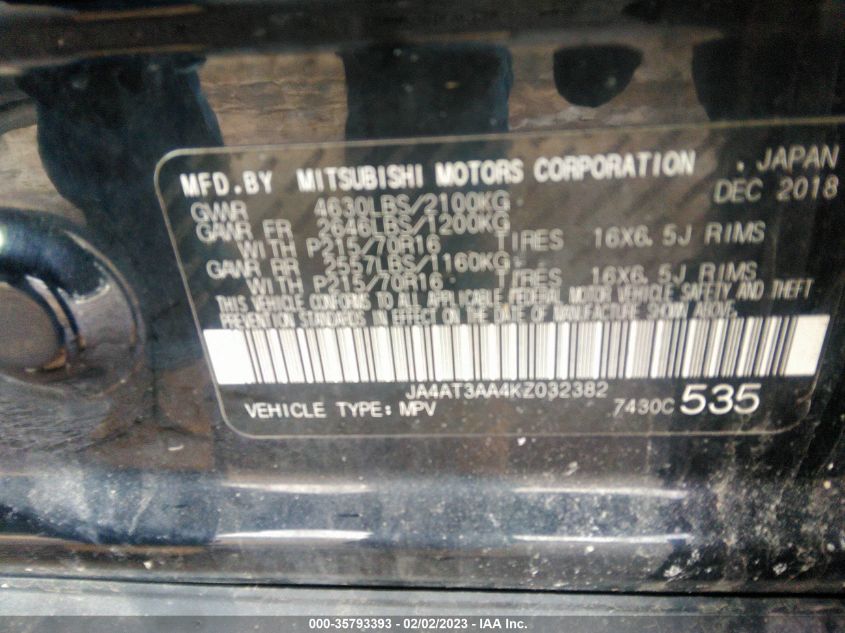 MFD.BY MITSUBISHI MOTORS CORPORATION , JAPAN
DEC 2018
GVWR 4630LBS/2100KG
GAWR FR 2646LBS/1200KG
WITH P215/70R16 TIRES 16X6.5J RIMS
GAWR RR 2557LBS/1160KG
WITH P215/70R16 TIRES 16X6.5J RIMS
THIS VEHICLE CONFORMS TO ALL APPLICABLE FEDERAL MOTOR VEHICLE SAFETY AND THEFT
PREVENTION STANDARDS IN EFFECT ON THE DATE OF MANUFACTURE SHOWN ABOVE.
JA4AT3AA4KZ032382
VEHICLE TYPE: MPV 7430C 535
000-35793393 - 02/02/2023 - IAA Inc.